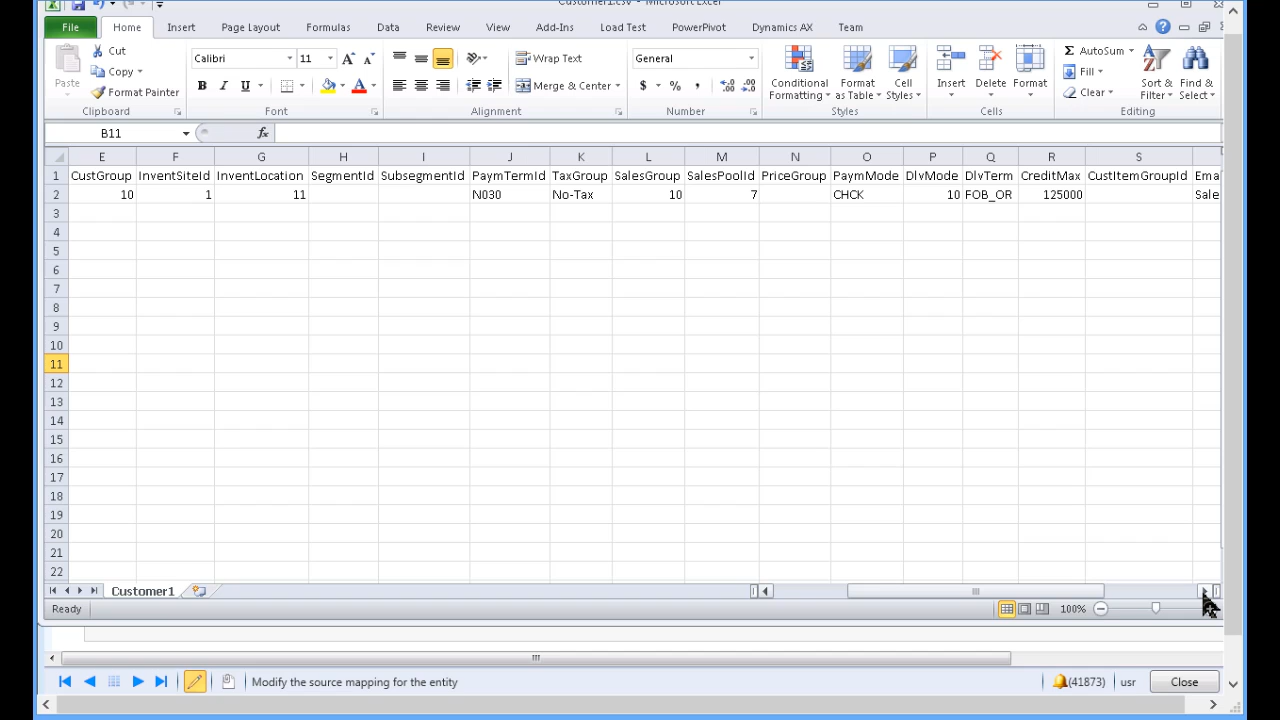 Customer1.csv - Microsoft Excel
File Home Insert Page Layout Formulas Data Review View Add-Ins Load Test PowerPivot Dynamics AX Team
Paste Cut Calibri 11 Wrap Text General Conditional Formatting Format as Table Cell Styles Insert Delete Format AutoSum Sort & Filter Find & Select
Copy Fill
Format Painter B I U A Merge & Center $ % , Clear
Clipboard Font Alignment Number Styles Cells Editing
B11 fx
E F G H I J K L M N O P Q R S
1 CustGroup InventSiteId InventLocation SegmentId SubsegmentId PaymTermId TaxGroup SalesGroup SalesPoolId PriceGroup PaymMode DlvMode DlvTerm CreditMax CustItemGroupId Ema
2 10 1 11 N030 No-Tax 10 7 CHCK 10 FOB_OR 125000 Sale
3
4
5
6
7
8
9
10
11
12
13
14
15
16
17
18
19
20
21
22
Customer1
Ready 100%
Modify the source mapping for the entity (41873) usr Close